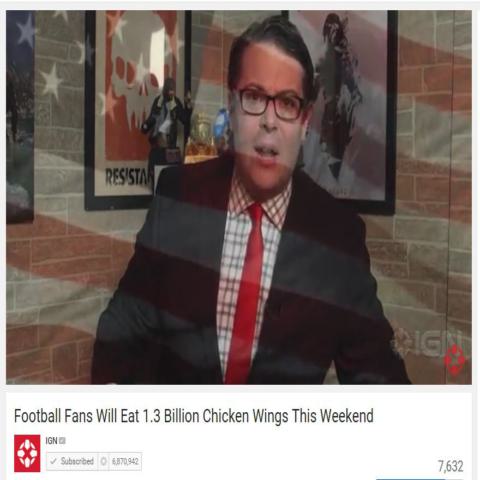 RESISTA
IGN
Football Fans Will Eat 1.3 Billion Chicken Wings This Weekend
IGN
✓ Subscribed 6,870,942
7,632